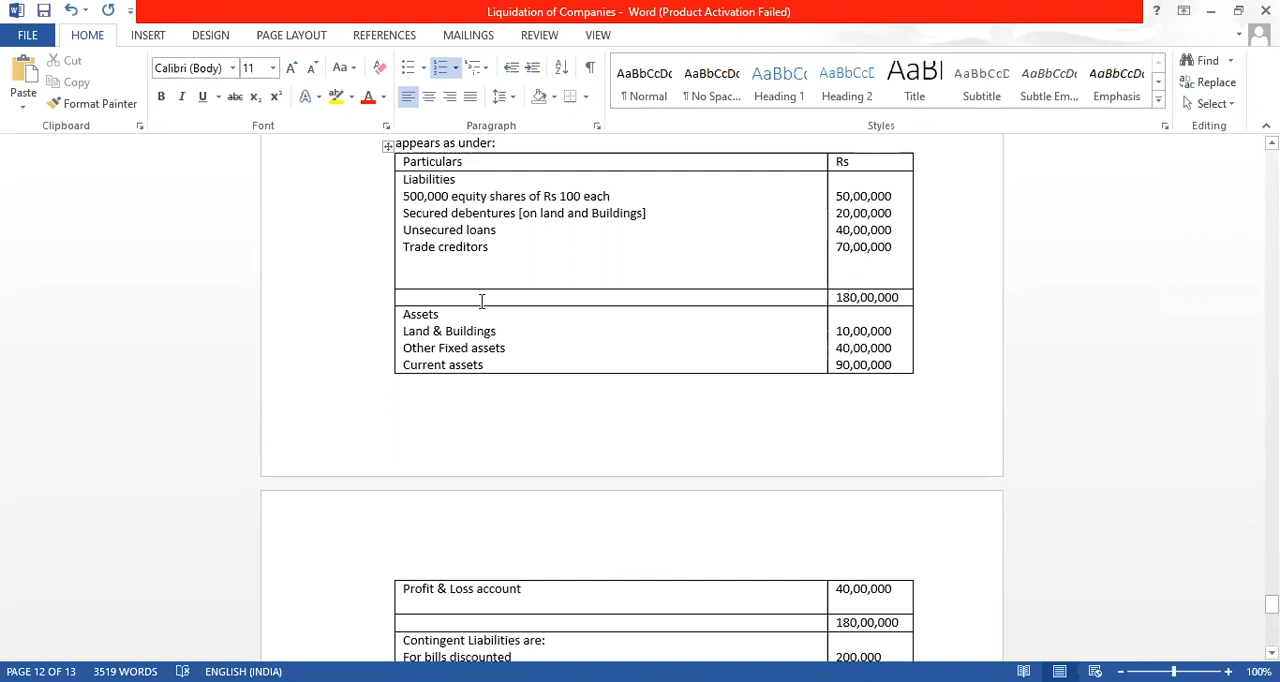 Liquidation of Companies - Word (Product Activation Failed)
FILE HOME INSERT DESIGN PAGE LAYOUT REFERENCES MAILINGS REVIEW VIEW
Paste
Cut
Copy
Format Painter
Calibri (Body) 11
AaBbCcDc AaBbCcDc AaBbC( AaBbCcD AaBl AaBbCcD AaBbCcDc AaBbCcDc
¶ Normal ¶ No Spac... Heading 1 Heading 2 Title Subtitle Subtle Em... Emphasis
Find
Replace
Select
Clipboard Font Paragraph Styles Editing
appears as under:
Particulars Rs
Liabilities
500,000 equity shares of Rs 100 each 50,00,000
Secured debentures [on land and Buildings] 20,00,000
Unsecured loans 40,00,000
Trade creditors 70,00,000
180,00,000
Assets
Land & Buildings 10,00,000
Other Fixed assets 40,00,000
Current assets 90,00,000
Profit & Loss account 40,00,000
180,00,000
Contingent Liabilities are:
For bills discounted 200,000
PAGE 12 OF 13 3519 WORDS ENGLISH (INDIA) 100%